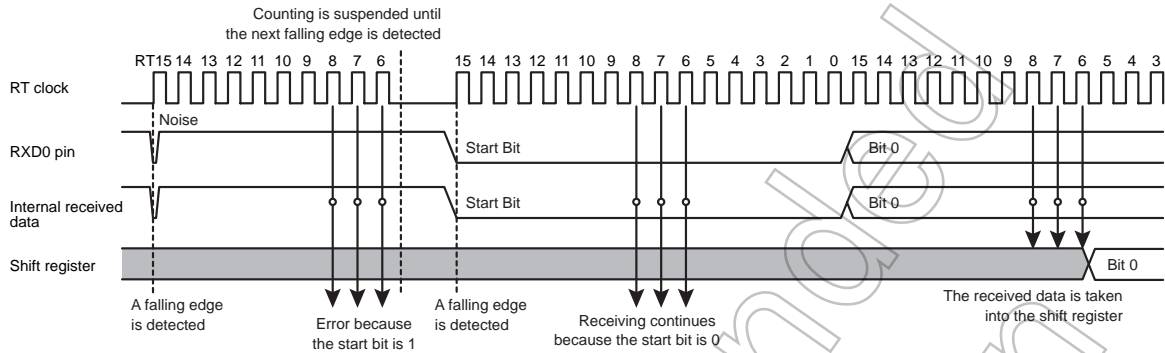 Counting is suspended until
the next falling edge is detected
RT15 14 13 12 11 10 9 8 7 6 15 14 13 12 11 10 9 8 7 6 5 4 3 2 1 0 15 14 13 12 11 10 9 8 7 6 5 4 3
RT clock
Noise
RXD0 pin
Start Bit
Bit 0
Internal received
data
Start Bit
Bit 0
Shift register
Bit 0
A falling edge
is detected
Error because
the start bit is 1
A falling edge
is detected
Receiving continues
because the start bit is 0
The received data is taken
into the shift register